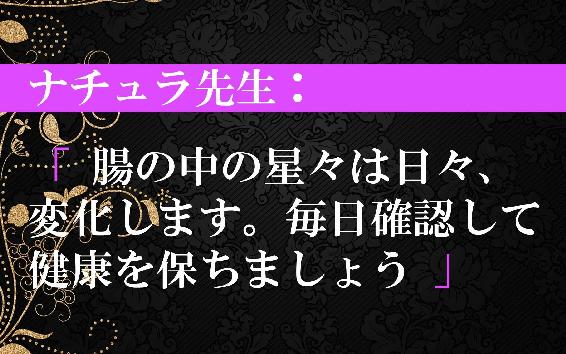 ナチュラ先生：
「 腸の中の星々は日々、
変化します。毎日確認して
健康を保ちましょう 」